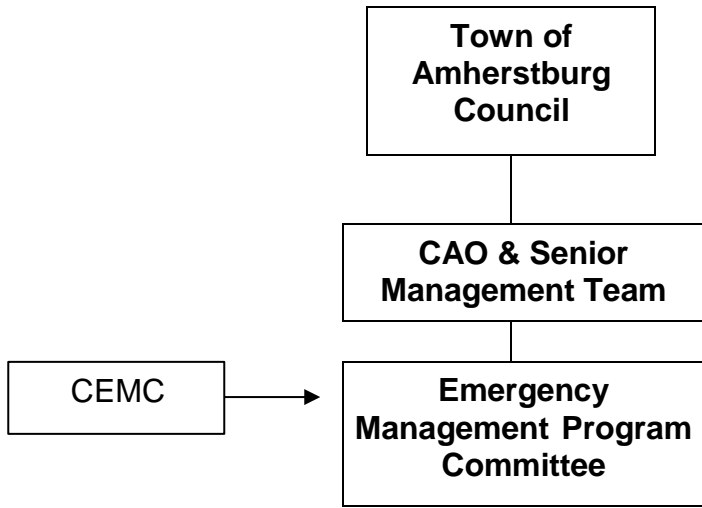 Town of
Amherstburg
Council
CAO & Senior
Management Team
CEMC
Emergency
Management Program
Committee